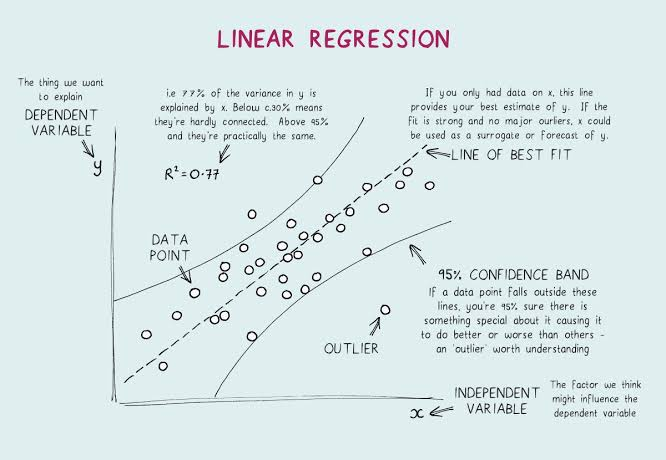 LINEAR REGRESSION
The thing we want
to explain
DEPENDENT
VARIABLE
y
i.e 77% of the variance in y is
explained by x. Below c.30% means
they're hardly connected. Above 95%
and they're practically the same.
R²=0·77
If you only had data on x, this line
provides your best estimate of y. If the
fit is strong and no major outliers, x could
be used as a surrogate or forecast of y.
LINE OF BEST FIT
DATA
POINT
95% CONFIDENCE BAND
If a data point falls outside these
lines, you're 95% sure there is
something special about it causing it
to do better or worse than others -
an 'outlier' worth understanding
OUTLIER
x
INDEPENDENT
VARIABLE
The factor we think
might influence the
dependent variable